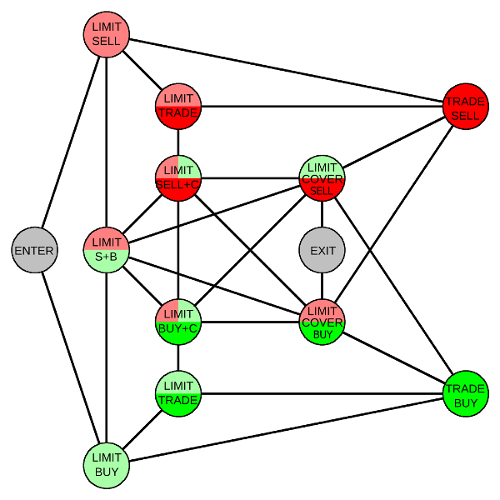 LIMIT
SELL
LIMIT
TRADE
TRADE
SELL
LIMIT
SELL+C
LIMIT
COVER
SELL
ENTER
LIMIT
S+B
EXIT
LIMIT
BUY+C
LIMIT
COVER
BUY
LIMIT
TRADE
TRADE
BUY
LIMIT
BUY